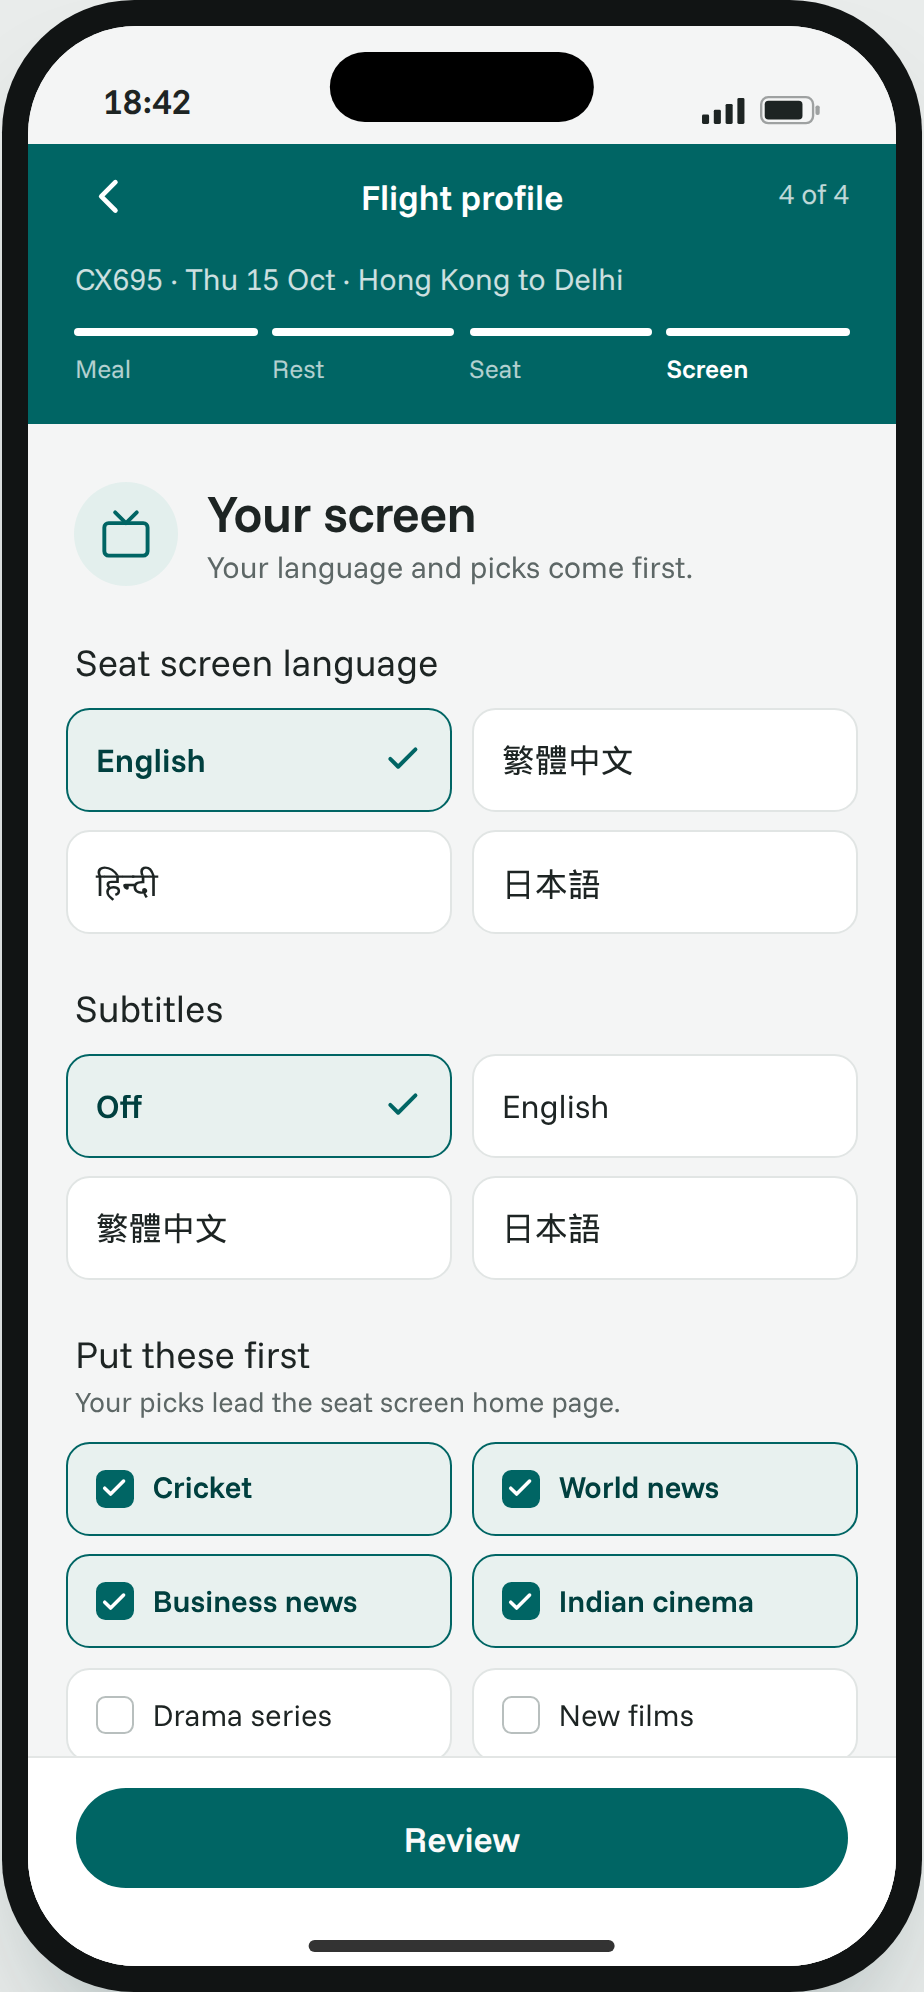 18:42
Flight profile
4 of 4
CX695 · Thu 15 Oct · Hong Kong to Delhi
Meal
Rest
Seat
Screen
Your screen
Your language and picks come first.
Seat screen language
English
繁體中文
हिन्दी
日本語
Subtitles
Off
English
繁體中文
日本語
Put these first
Your picks lead the seat screen home page.
Cricket
World news
Business news
Indian cinema
Drama series
New films
Review